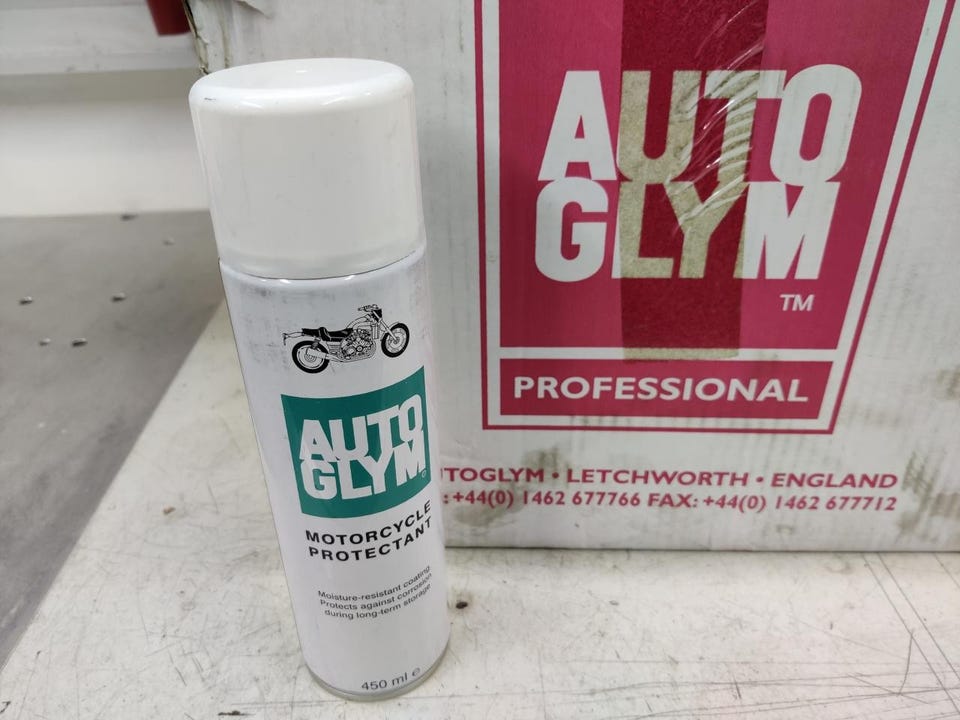 AUTO
GLYM
MOTORCYCLE
PROTECTANT
Moisture-resistant coating
Protects against corrosion
during long-term storage
450 ml e
AUTO
GLYM
TM
PROFESSIONAL
UTOGLYM • LETCHWORTH • ENGLAND
: +44(0) 1462 677766 FAX: +44(0) 1462 677712